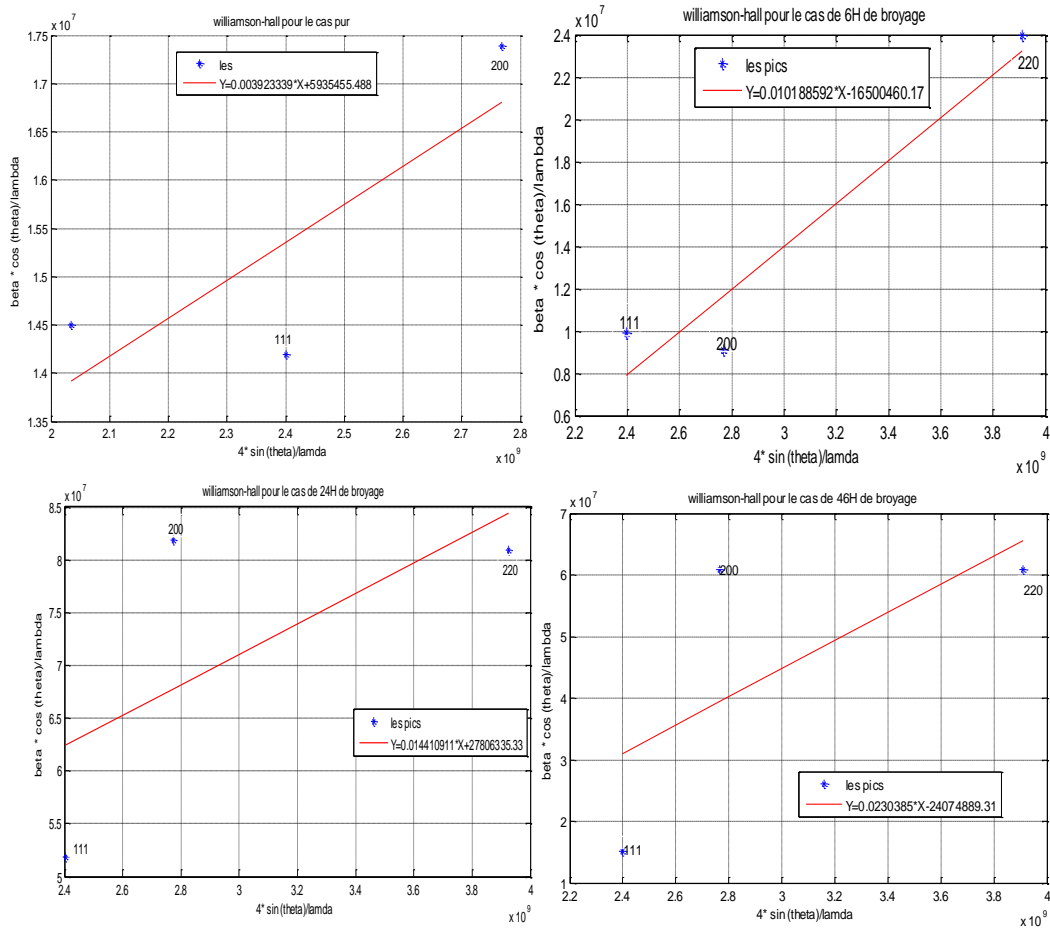 williamson-hall pour le cas pur
x 10^7
les
Y=0.003923339*X+5935455.488
200
111
1.75
1.7
1.65
1.6
1.55
1.5
1.45
1.4
1.35
2 2.1 2.2 2.3 2.4 2.5 2.6 2.7 2.8
x 10^9
4* sin (theta)/lamda
beta * cos (theta)/lambda
williamson-hall pour le cas de 6H de broyage
x 10^7
les pics
Y=0.010188592*X-16500460.17
220
111
200
2.4
2.2
2
1.8
1.6
1.4
1.2
1
0.8
0.6
2.2 2.4 2.6 2.8 3 3.2 3.4 3.6 3.8 4
x 10^9
4* sin (theta)/lamda
beta * cos (theta)/lambda
williamson-hall pour le cas de 24H de broyage
x 10^7
200
220
les pics
Y=0.014410911*X+27806335.33
111
8.5
8
7.5
7
6.5
6
5.5
5
2.4 2.6 2.8 3 3.2 3.4 3.6 3.8 4
x 10^9
4* sin (theta)/lamda
beta * cos (theta)/lambda
williamson-hall pour le cas de 46H de broyage
x 10^7
200
220
les pics
Y=0.0230385*X-24074889.31
111
7
6
5
4
3
2
1
2.2 2.4 2.6 2.8 3 3.2 3.4 3.6 3.8 4
x 10^9
4* sin (theta)/lamda
beta * cos (theta)/lambda